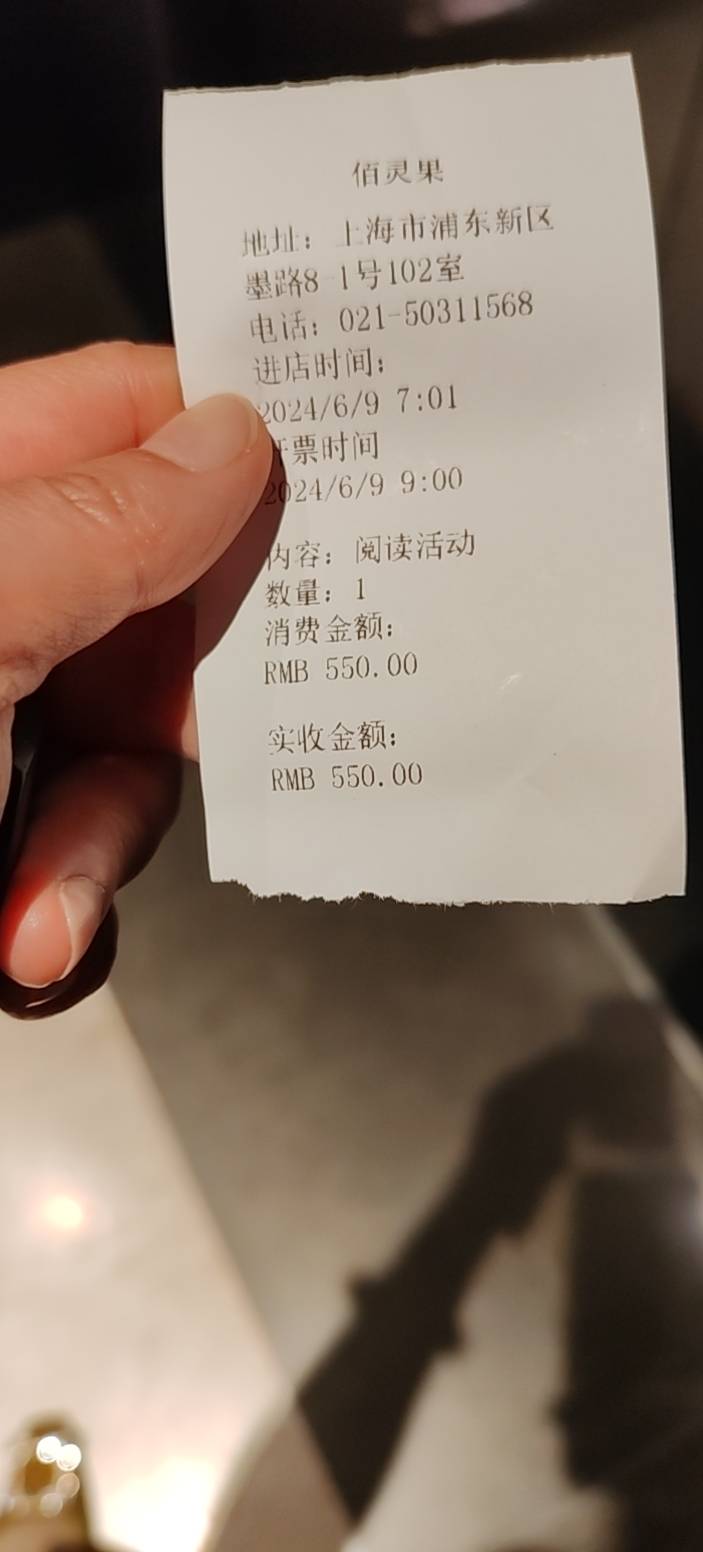 佰灵果
地址：上海市浦东新区
墨路8-1号102室
电话：021-50311568
进店时间：
2024/6/9 7:01
开票时间
2024/6/9 9:00
内容：阅读活动
数量：1
消费金额：
RMB 550.00
实收金额：
RMB 550.00